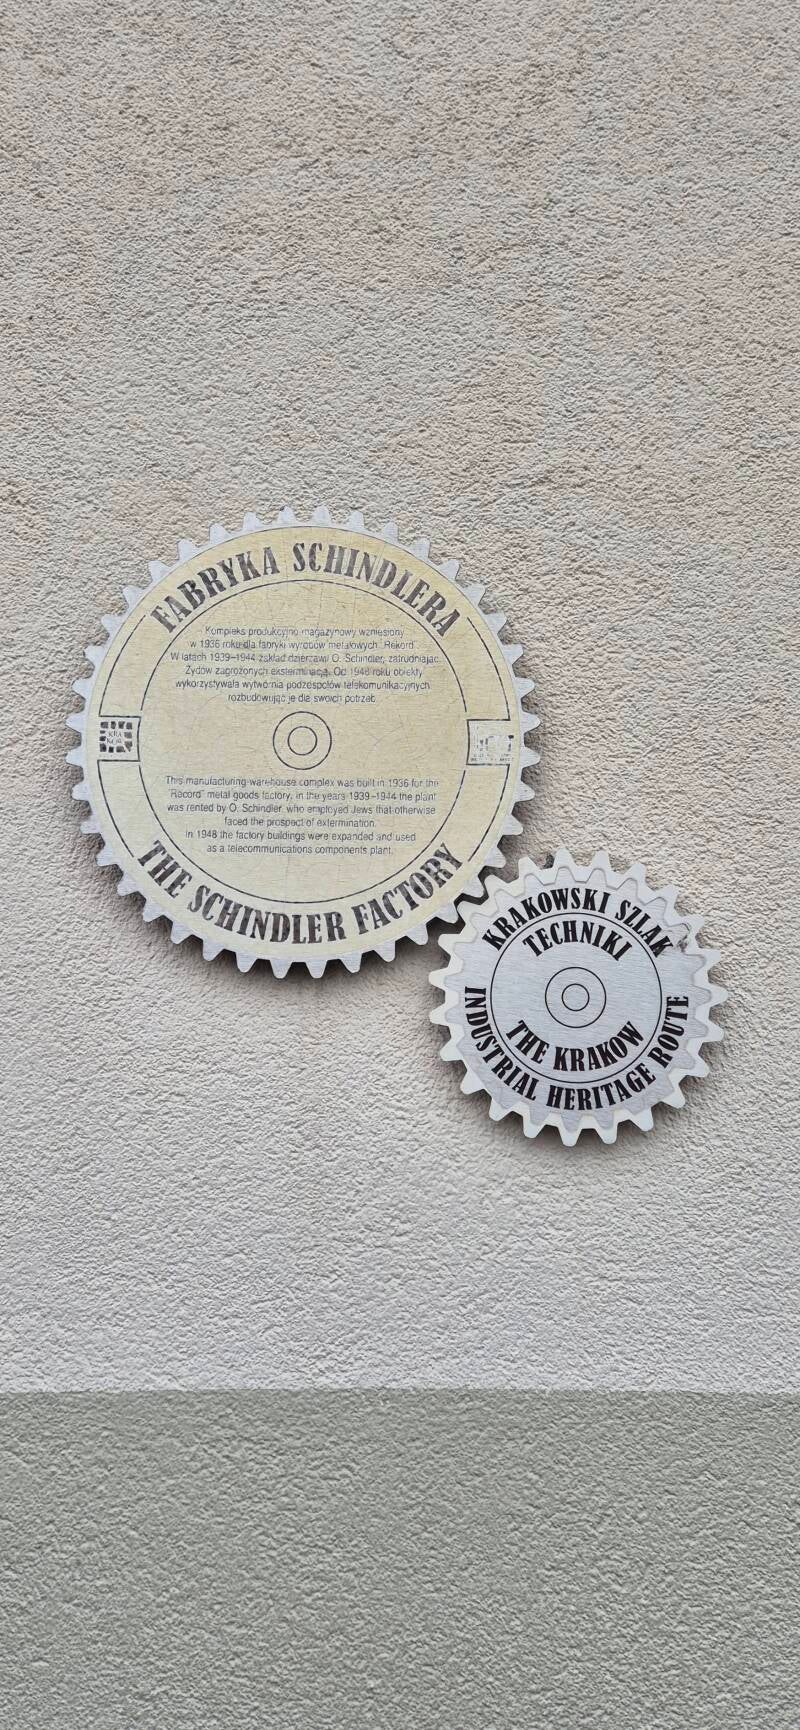 FABRYKA SCHINDLERA
Kompleks produkcyjno-magazynowy wzniesiony
w 1936 roku dla fabryki wyrobów metalowych "Rekord".
W latach 1939-1944 zakład dzierżawił O. Schindler, zatrudniając
Żydów zagrożonych eksterminacją. Od 1948 roku obiekty
wykorzystywała wytwórnia podzespołów telekomunikacyjnych
rozbudowując je dla swoich potrzeb.
KRA
KÓW
This manufacturing-warehouse complex was built in 1936 for the
"Record" metal goods factory, in the years 1939-1944 the plant
was rented by O. Schindler, who employed Jews that otherwise
faced the prospect of extermination.
In 1948 the factory buildings were expanded and used
as a telecommunications components plant.
THE SCHINDLER FACTORY
KRAKOWSKI SZLAK
TECHNIKI
THE KRAKOW
INDUSTRIAL HERITAGE ROUTE